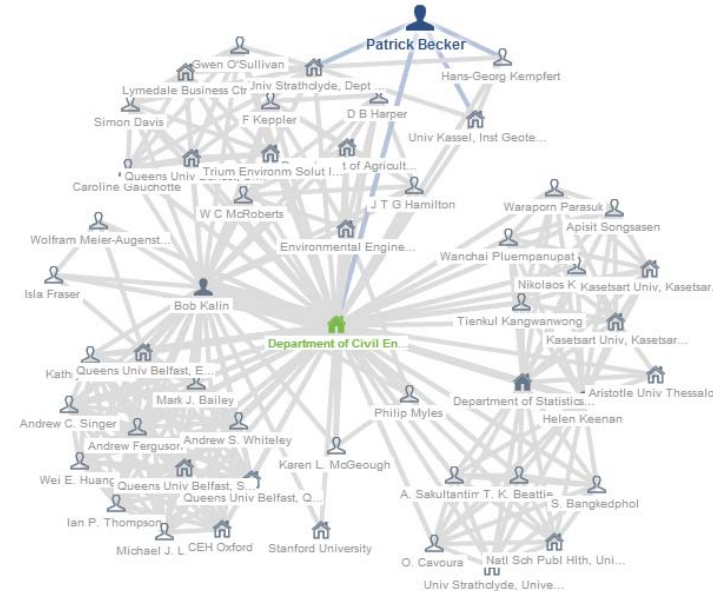 Patrick Becker
Gwen O'Sullivan
Hans-Georg Kempfert
Lymedale Business Ctr
Univ Strathclyde, Dept ...
Simon Davis
F Keppler
D B Harper
Univ Kassel, Inst Geote...
Caroline Gauchotte
Queens Univ
Trium Environm Solut I...
t of Agricult...
W C McRoberts
J T G Hamilton
Waraporn Parasuk
Apisit Songsasen
Wolfram Meier-Augenst...
Environmental Engine...
Wanchai Pluempanupat
Isla Fraser
Bob Kalin
Nikolaos K
Kasetsart Univ, Kasetsar...
Tienkul Kangwanwong
Kasetsart Univ, Kasetsar...
Department of Civil En...
Kath
Queens Univ Belfast, E...
Mark J. Bailey
Philip Myles
Department of Statistics...
Aristotle Univ Thessalo
Helen Keenan
Andrew C. Singer
Andrew Ferguson
Andrew S. Whiteley
Karen L. McGeough
Wei E. Huang
Queens Univ Belfast, S...
Queens Univ Belfast, Q...
A. Sakultantim
T. K. Beattie
S. Bangkedphol
Ian P. Thompson
Michael J. L
CEH Oxford
Stanford University
O. Cavoura
Natl Sch Publ Hlth, Uni...
Univ Strathclyde, Unive...